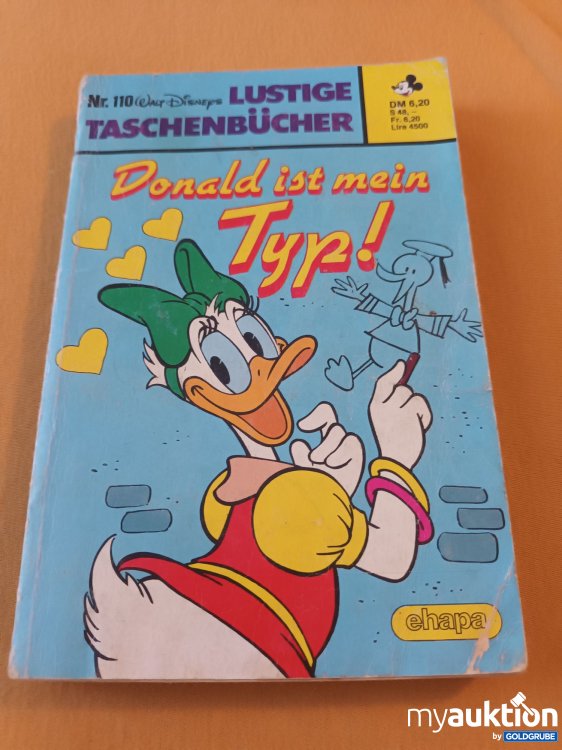 Nr. 110 Walt Disneys LUSTIGE
TASCHENBÜCHER
DM 6,20
S 48,–
Fr. 6,20
Lire 4500
Donald ist mein
Typ!
ehapa
myauktion
by GOLDGRUBE